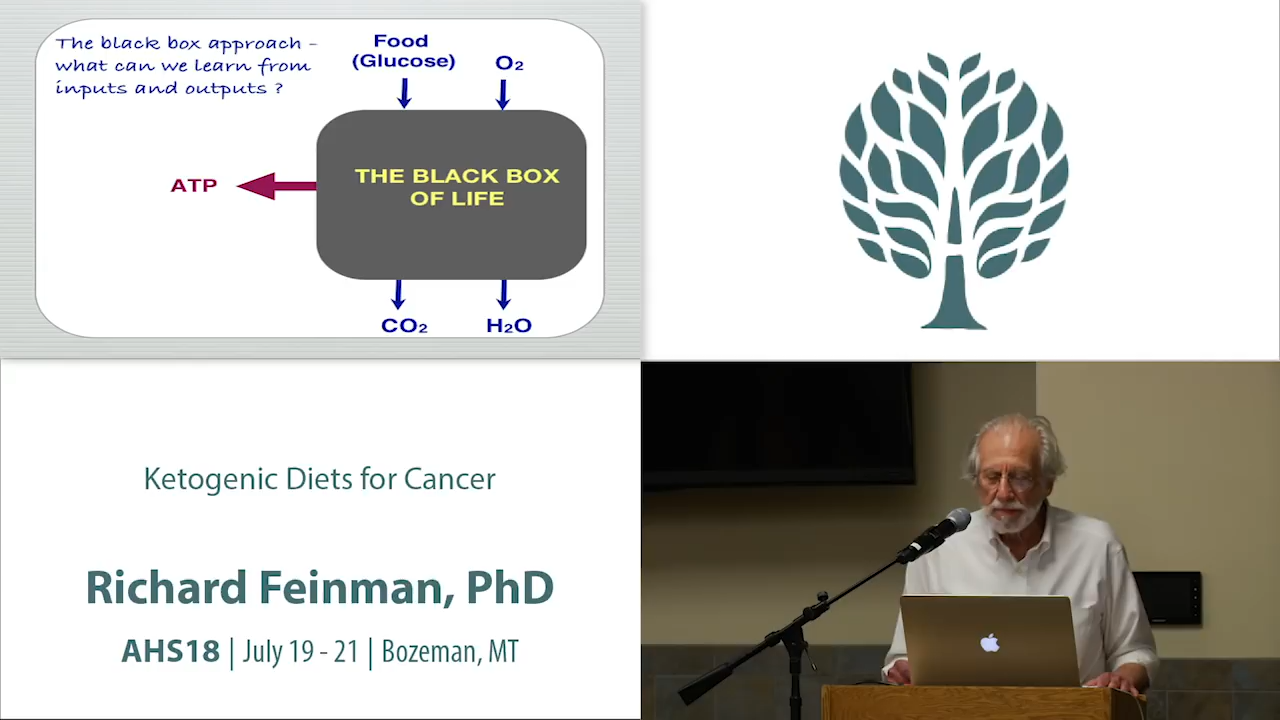 The black box approach -
what can we learn from
inputs and outputs ?
Food
(Glucose)
O₂
ATP
THE BLACK BOX
OF LIFE
CO₂
H₂O
Ketogenic Diets for Cancer
Richard Feinman, PhD
AHS18 | July 19 - 21 | Bozeman, MT